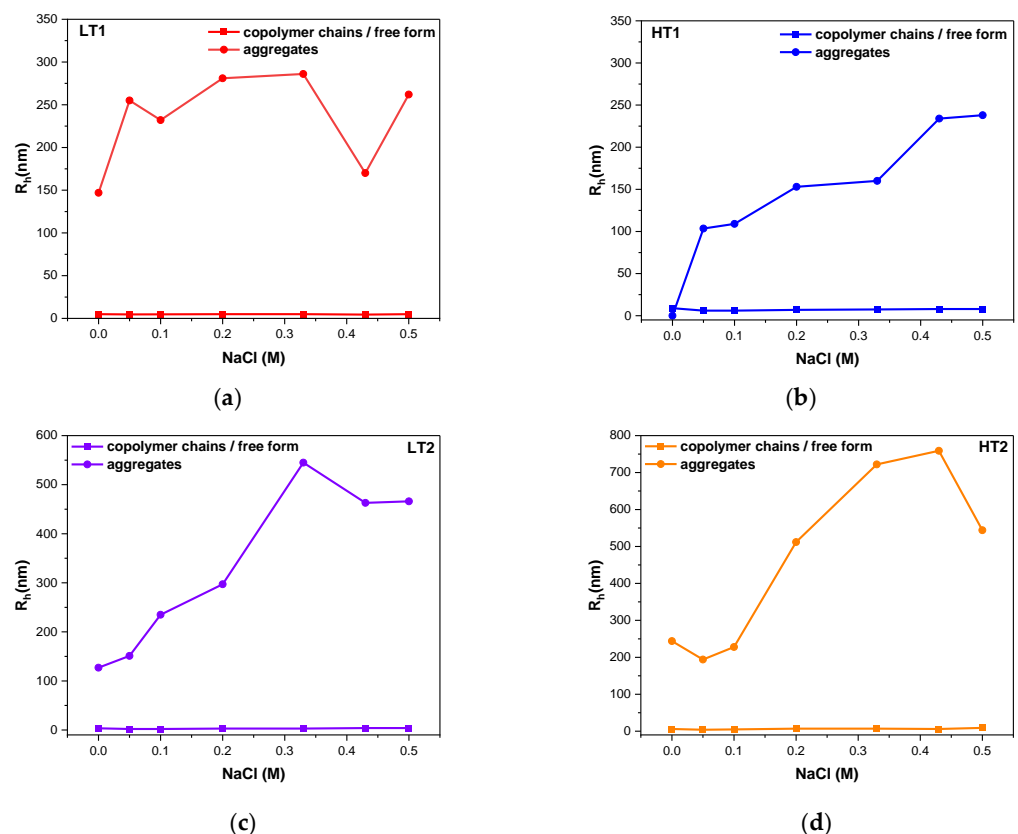 LT1
copolymer chains / free form
aggregates
350
300
250
200
150
100
50
0
Rh(nm)
0.0 0.1 0.2 0.3 0.4 0.5
NaCl (M)
(a)
HT1
copolymer chains / free form
aggregates
350
300
250
200
150
100
50
0
Rh(nm)
0.0 0.1 0.2 0.3 0.4 0.5
NaCl (M)
(b)
LT2
copolymer chains / free form
aggregates
600
500
400
300
200
100
0
Rh(nm)
0.0 0.1 0.2 0.3 0.4 0.5
NaCl (M)
(c)
HT2
copolymer chains / free form
aggregates
800
700
600
500
400
300
200
100
0
Rh(nm)
0.0 0.1 0.2 0.3 0.4 0.5
NaCl (M)
(d)